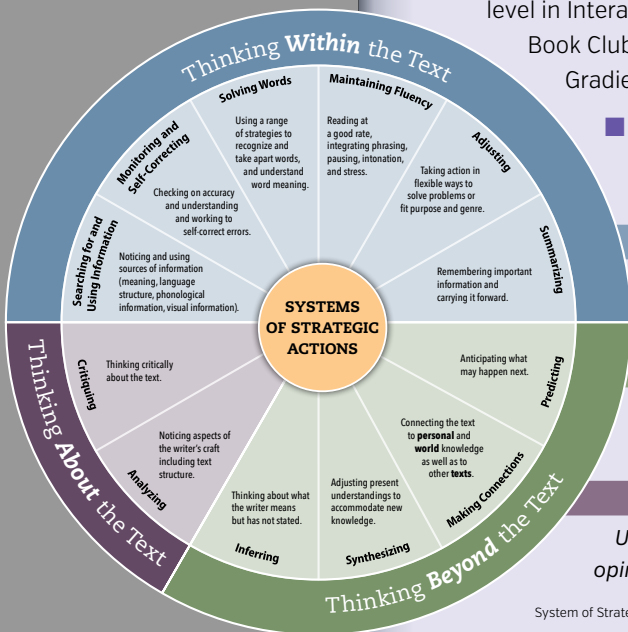 level in Intera
Book Club
Gradie
Thinking Within the Text
Searching for and
Using Information
Noticing and using
sources of information
(meaning, language
structure, phonological
information, visual information).
Monitoring and
Self-Correcting
Checking on accuracy
and understanding
and working to
self-correct errors.
Solving Words
Using a range
of strategies to
recognize and
take apart words,
and understand
word meaning.
Maintaining Fluency
Reading at
a good rate,
integrating phrasing,
pausing, intonation,
and stress.
Adjusting
Taking action in
flexible ways to
solve problems or
fit purpose and genre.
Summarizing
Remembering important
information and
carrying it forward.
SYSTEMS
OF STRATEGIC
ACTIONS
Predicting
Anticipating what
may happen next.
Making Connections
Connecting the text
to personal and
world knowledge
as well as to
other texts.
Synthesizing
Adjusting present
understandings to
accommodate new
knowledge.
Inferring
Thinking about what
the writer means
but has not stated.
Thinking Beyond the Text
Analyzing
Noticing aspects of
the writer's craft
including text
structure.
Critiquing
Thinking critically
about the text.
Thinking About the Text
U
opi
System of Strate